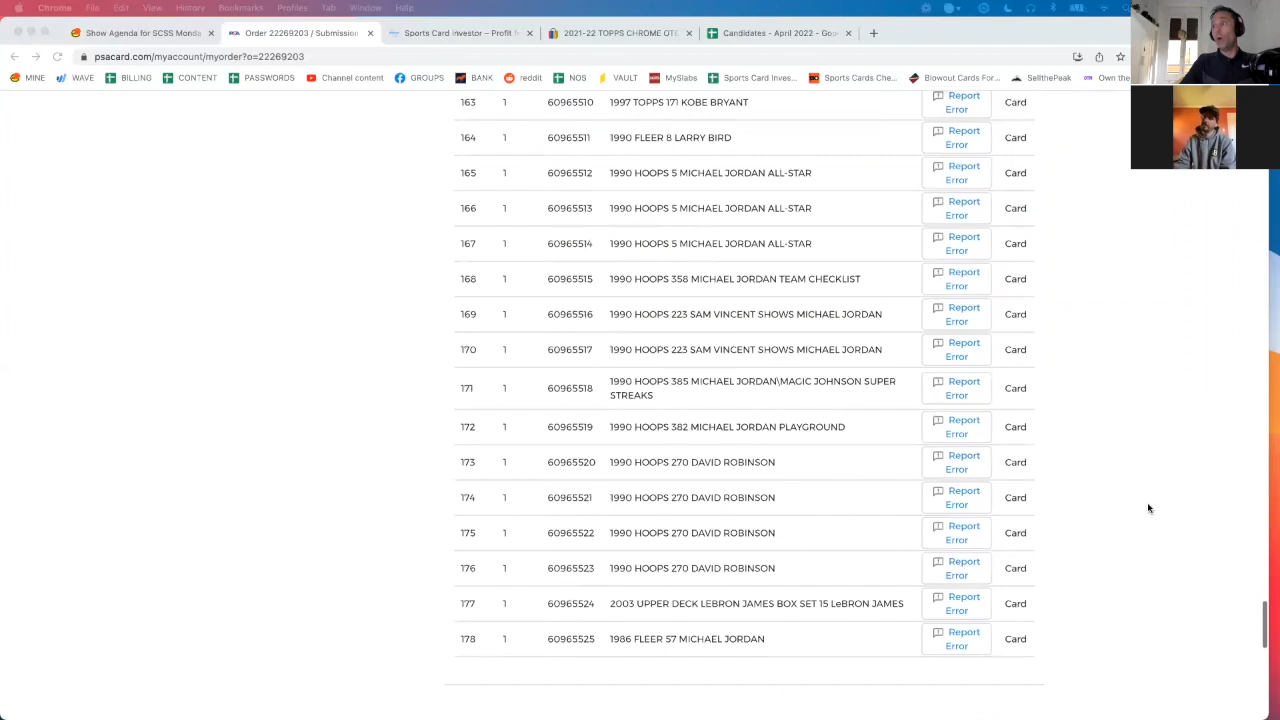 Chrome File Edit View History Bookmarks Profiles Tab Window Help
Show Agenda for SCSS Monda × Order 22269203 / Submission × Sports Card Investor – Profit f × 2021-22 TOPPS CHROME OTE × Candidates - April 2022 - Goo × +
psacard.com/myaccount/myorder?o=22269203
MINE WAVE BILLING CONTENT PASSWORDS Channel content GROUPS BANK reddit NOS VAULT MySlabs Sports Card Inves... Sports Cards Che... Blowout Cards For... SellthePeak Own the
163 1 60965510 1997 TOPPS 171 KOBE BRYANT Report Error Card
164 1 60965511 1990 FLEER 8 LARRY BIRD Report Error Card
165 1 60965512 1990 HOOPS 5 MICHAEL JORDAN ALL-STAR Report Error Card
166 1 60965513 1990 HOOPS 5 MICHAEL JORDAN ALL-STAR Report Error Card
167 1 60965514 1990 HOOPS 5 MICHAEL JORDAN ALL-STAR Report Error Card
168 1 60965515 1990 HOOPS 358 MICHAEL JORDAN TEAM CHECKLIST Report Error Card
169 1 60965516 1990 HOOPS 223 SAM VINCENT SHOWS MICHAEL JORDAN Report Error Card
170 1 60965517 1990 HOOPS 223 SAM VINCENT SHOWS MICHAEL JORDAN Report Error Card
171 1 60965518 1990 HOOPS 385 MICHAEL JORDAN\MAGIC JOHNSON SUPER STREAKS Report Error Card
172 1 60965519 1990 HOOPS 382 MICHAEL JORDAN PLAYGROUND Report Error Card
173 1 60965520 1990 HOOPS 270 DAVID ROBINSON Report Error Card
174 1 60965521 1990 HOOPS 270 DAVID ROBINSON Report Error Card
175 1 60965522 1990 HOOPS 270 DAVID ROBINSON Report Error Card
176 1 60965523 1990 HOOPS 270 DAVID ROBINSON Report Error Card
177 1 60965524 2003 UPPER DECK LEBRON JAMES BOX SET 15 LeBRON JAMES Report Error Card
178 1 60965525 1986 FLEER 57 MICHAEL JORDAN Report Error Card